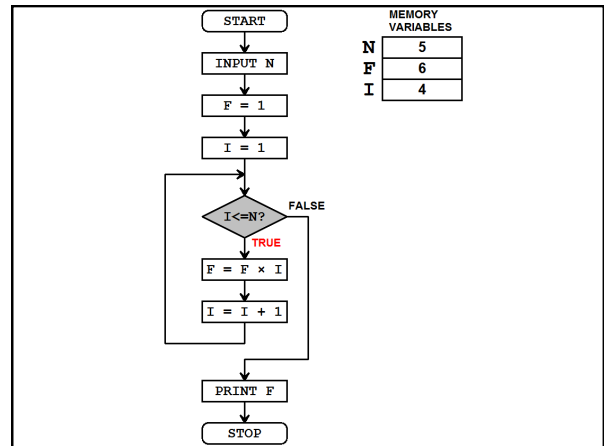 START
INPUT N
F = 1
I = 1
I<=N?
FALSE
TRUE
F = F × I
I = I + 1
PRINT F
STOP
MEMORY
VARIABLES
N 5
F 6
I 4